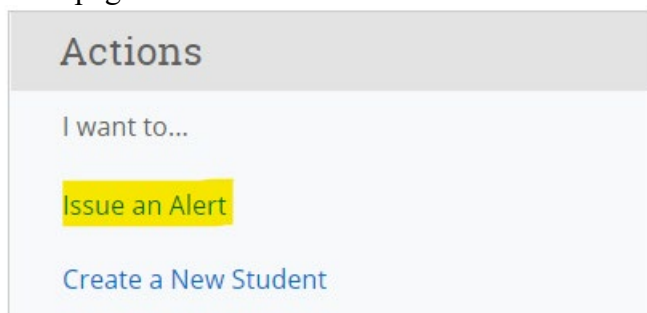 Actions
I want to...
Issue an Alert
Create a New Student